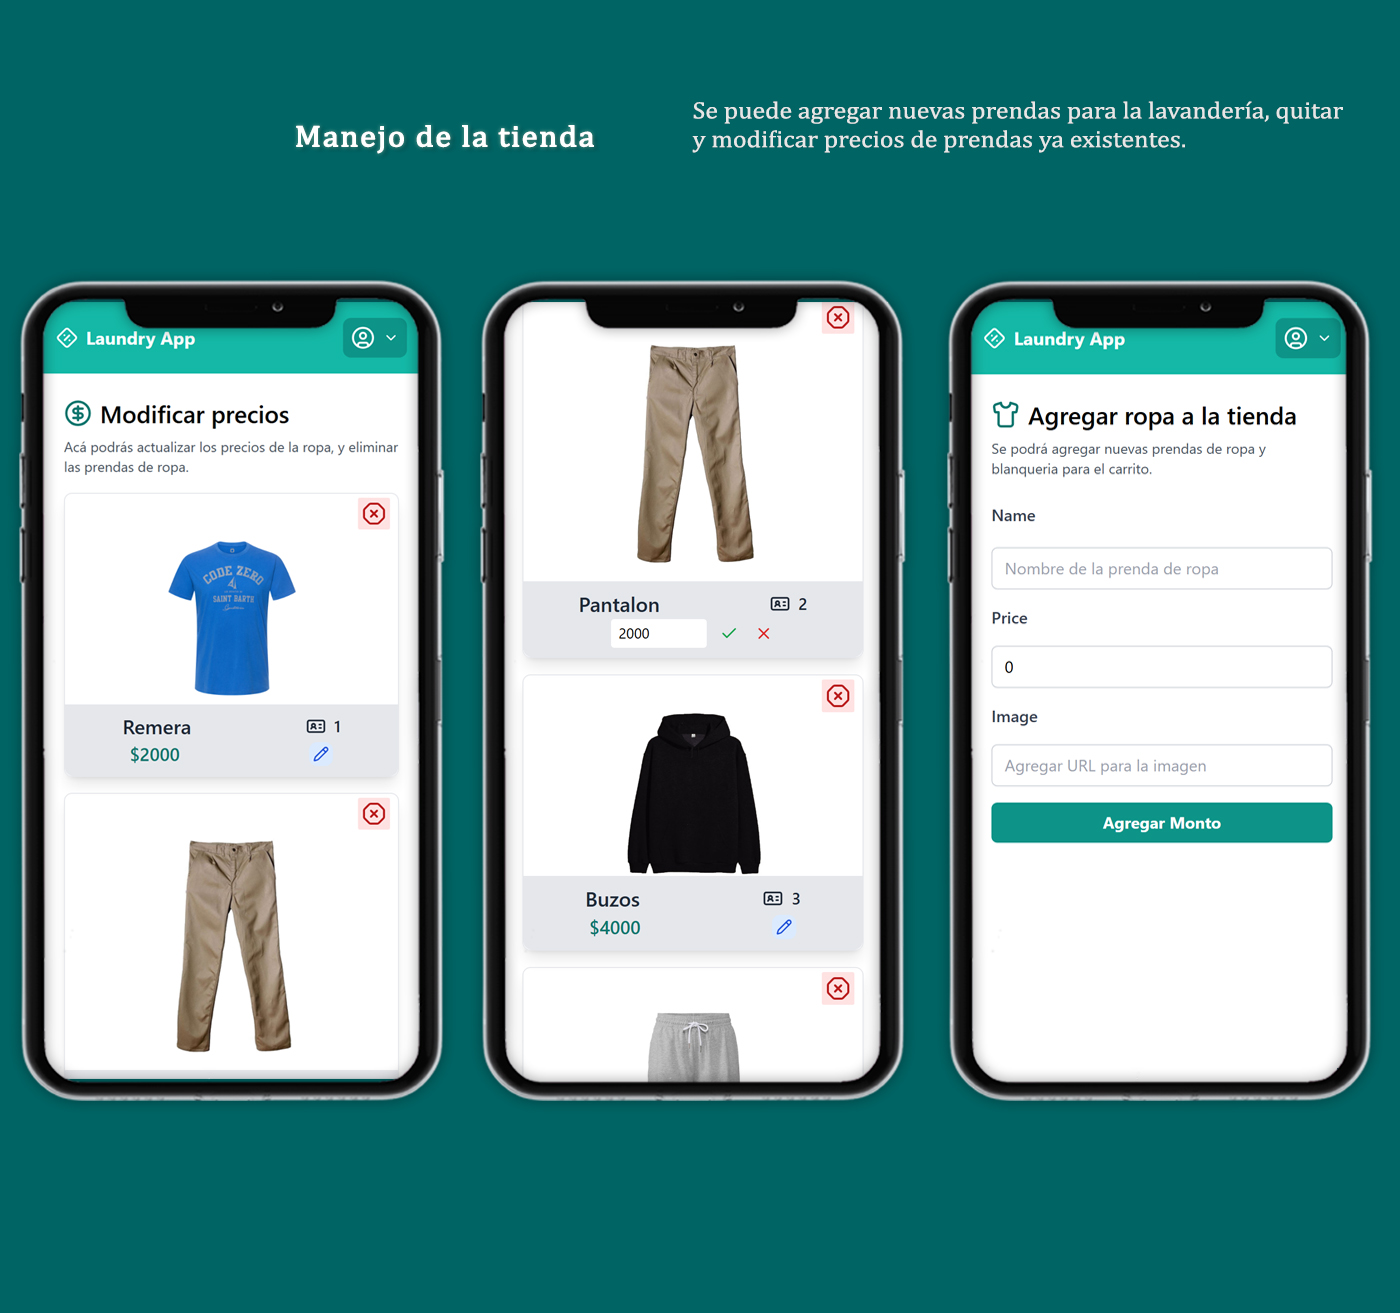 Manejo de la tienda
Se puede agregar nuevas prendas para la lavandería, quitar
y modificar precios de prendas ya existentes.
Laundry App
Modificar precios
Acá podrás actualizar los precios de la ropa, y eliminar
las prendas de ropa.
CODE ZERO
SAINT BARTH
Remera
1
$2000
Pantalon
2
2000
Buzos
3
$4000
Laundry App
Agregar ropa a la tienda
Se podrá agregar nuevas prendas de ropa y
blanquería para el carrito.
Name
Nombre de la prenda de ropa
Price
0
Image
Agregar URL para la imagen
Agregar Monto